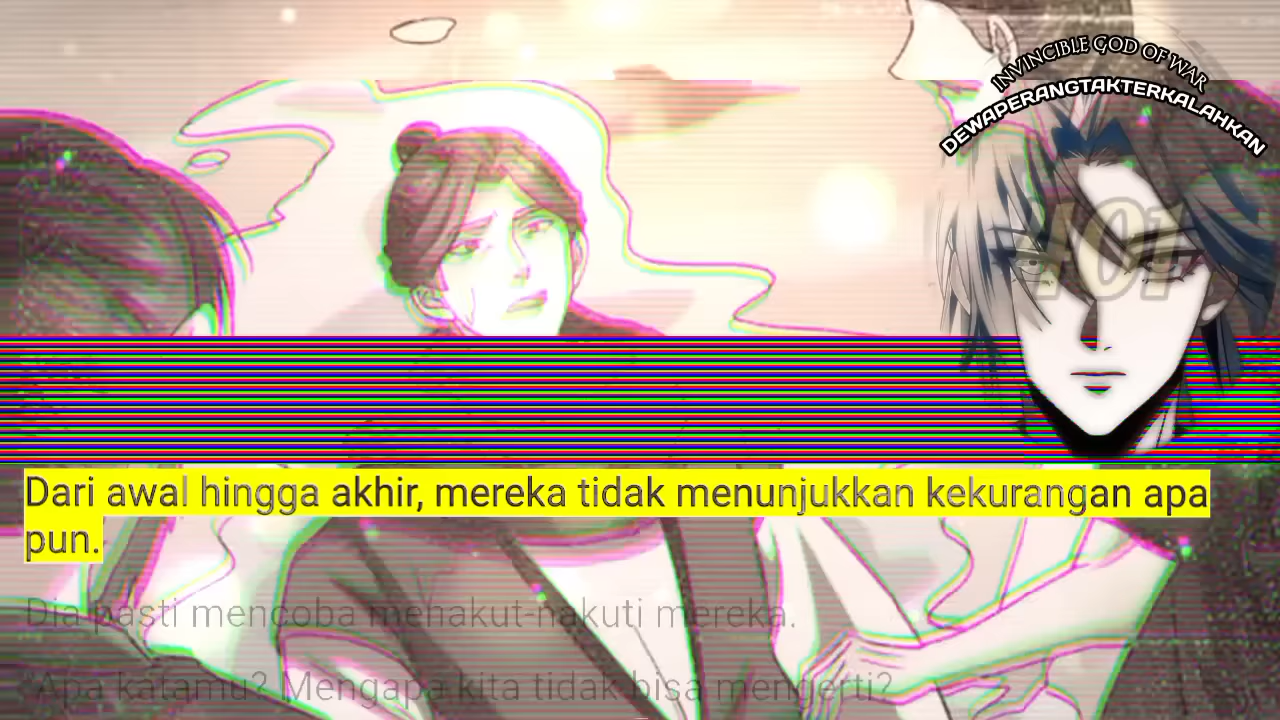 INVINCIBLE GOD OF WAR
DEWAPERANGTAKTERKALAHKAN
Dari awal hingga akhir, mereka tidak menunjukkan kekurangan apa
pun.
Dia pasti mencoba menakut-nakuti mereka.
"Apa katamu? Mengapa kita tidak bisa mengerti?